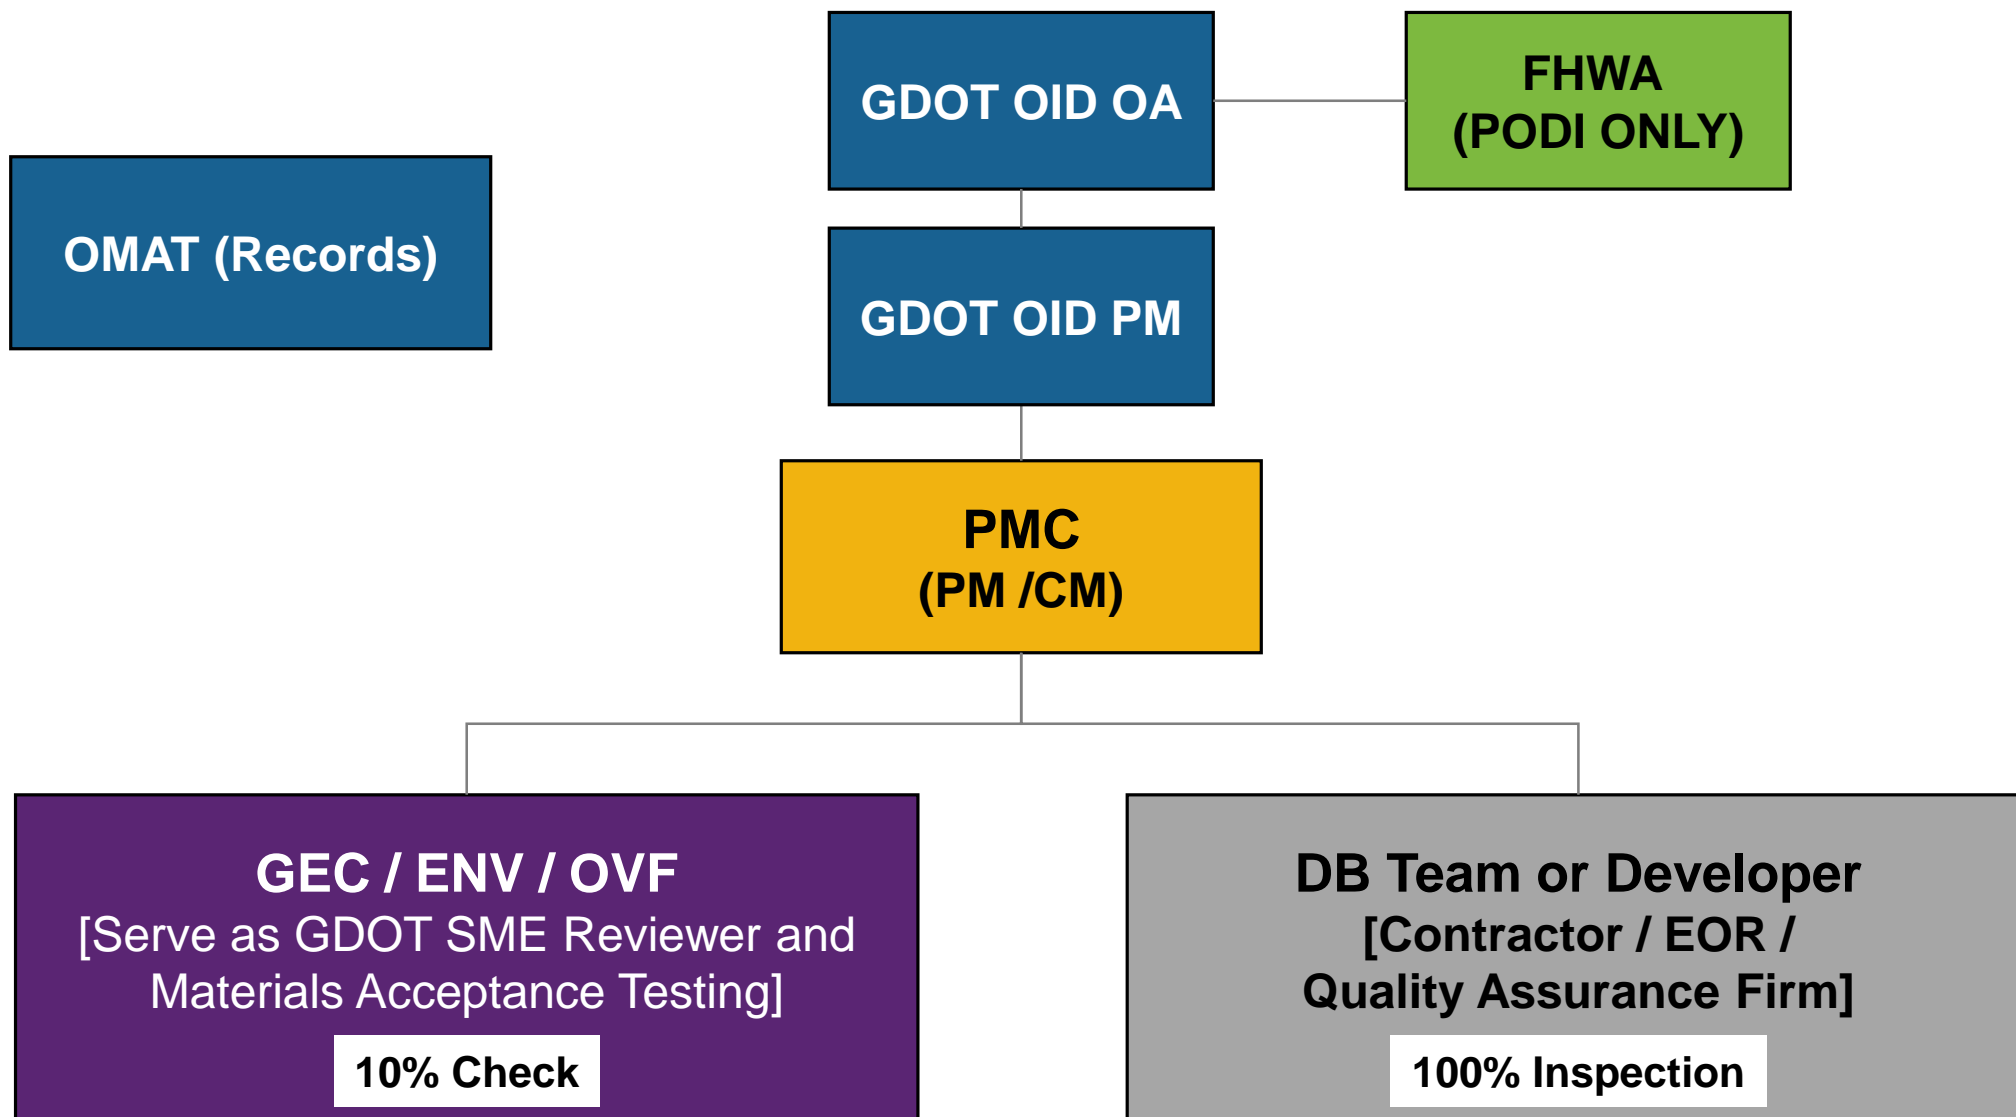 GDOT OID OA
FHWA
(PODI ONLY)
OMAT (Records)
GDOT OID PM
PMC
(PM /CM)
GEC / ENV / OVF
[Serve as GDOT SME Reviewer and
Materials Acceptance Testing]
10% Check
DB Team or Developer
[Contractor / EOR /
Quality Assurance Firm]
100% Inspection